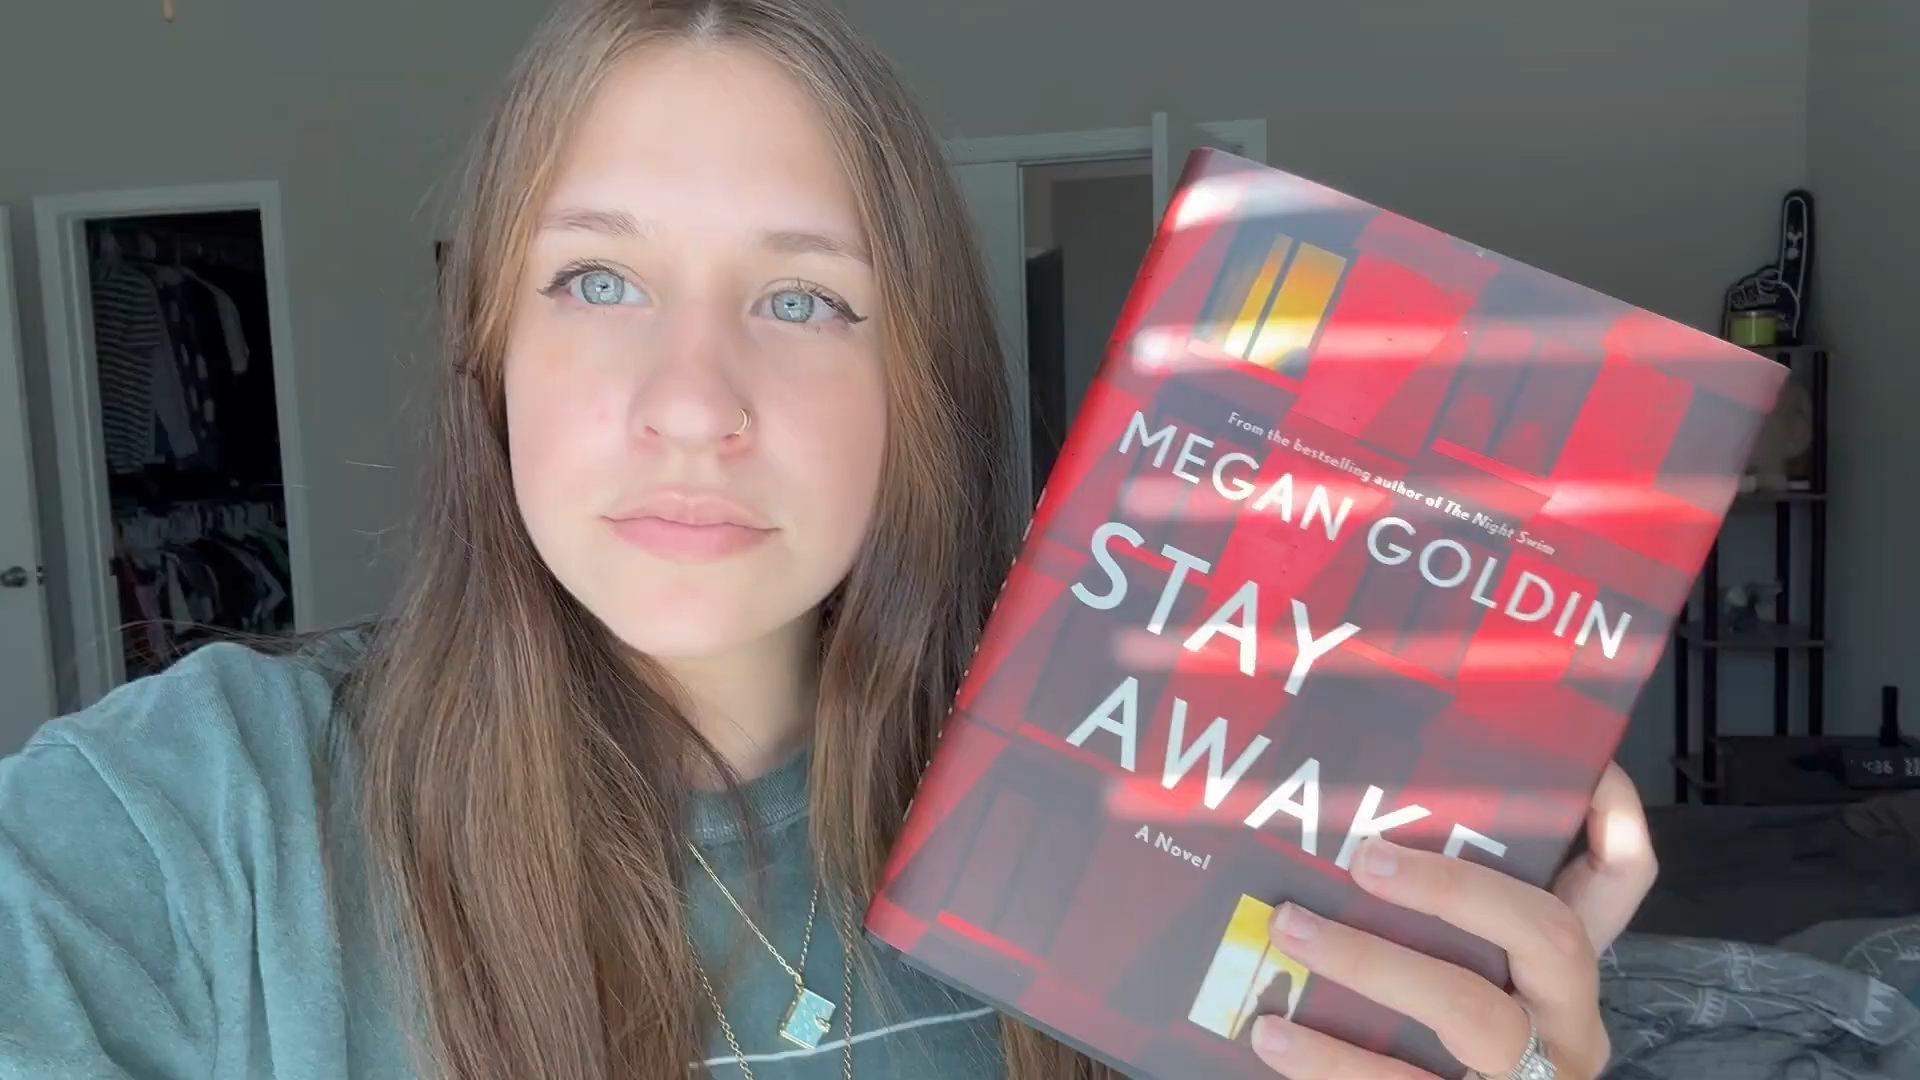 From the bestselling author of The Night Swim
MEGAN GOLDIN
STAY
AWAKE
A Novel